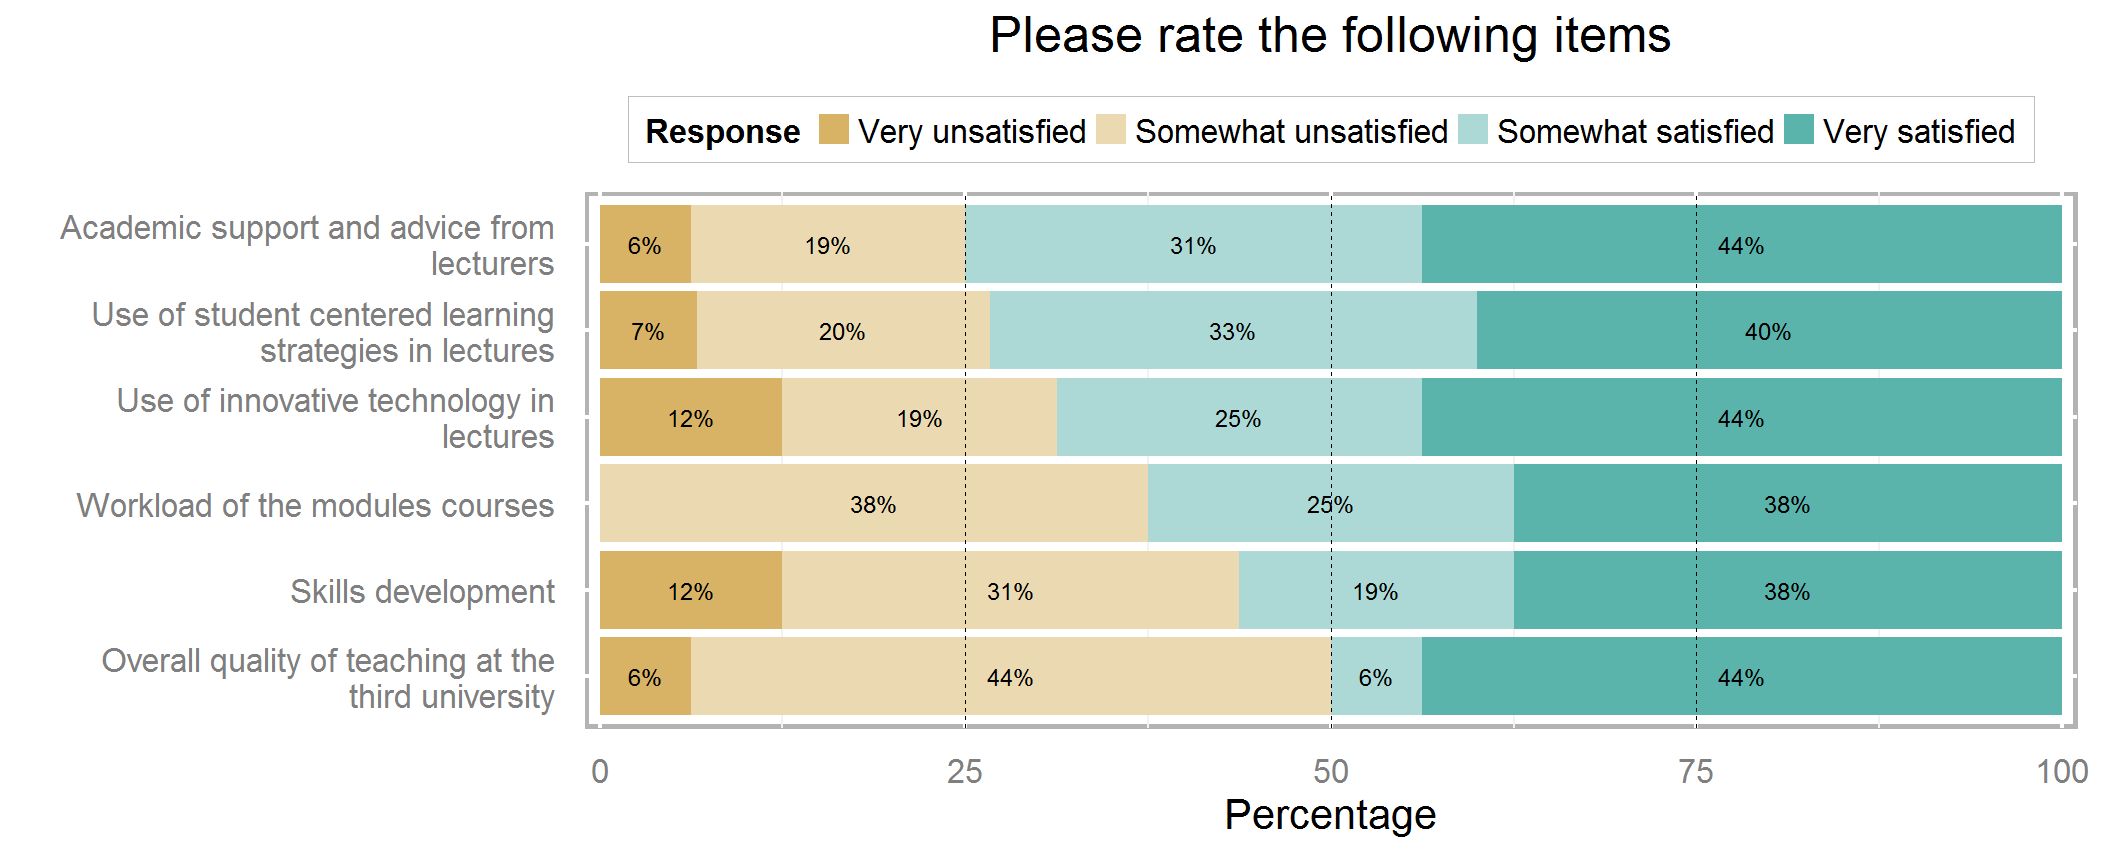 Please rate the following items
Response Very unsatisfied Somewhat unsatisfied Somewhat satisfied Very satisfied
Academic support and advice from
lecturers
6% 19% 31% 44%
Use of student centered learning
strategies in lectures
7% 20% 33% 40%
Use of innovative technology in
lectures
12% 19% 25% 44%
Workload of the modules courses
38% 25% 38%
Skills development
12% 31% 19% 38%
Overall quality of teaching at the
third university
6% 44% 6% 44%
0 25 50 75 100
Percentage